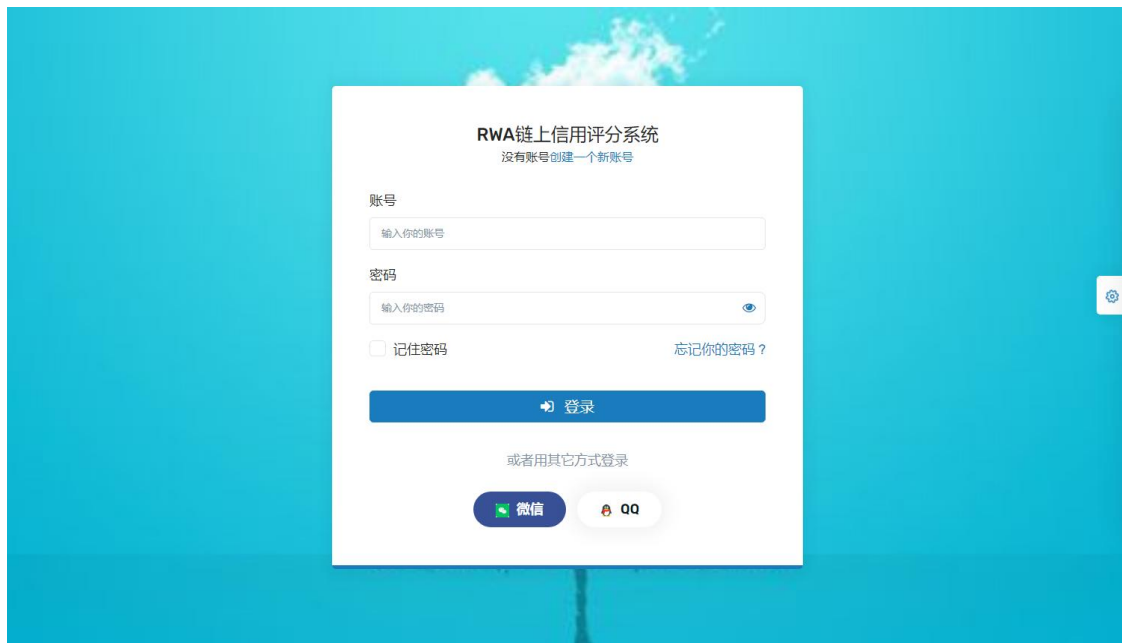 RWA链上信用评分系统
没有账号创建一个新账号
账号
输入你的账号
密码
输入你的密码
记住密码 忘记你的密码？
登录
或者用其它方式登录
微信 QQ